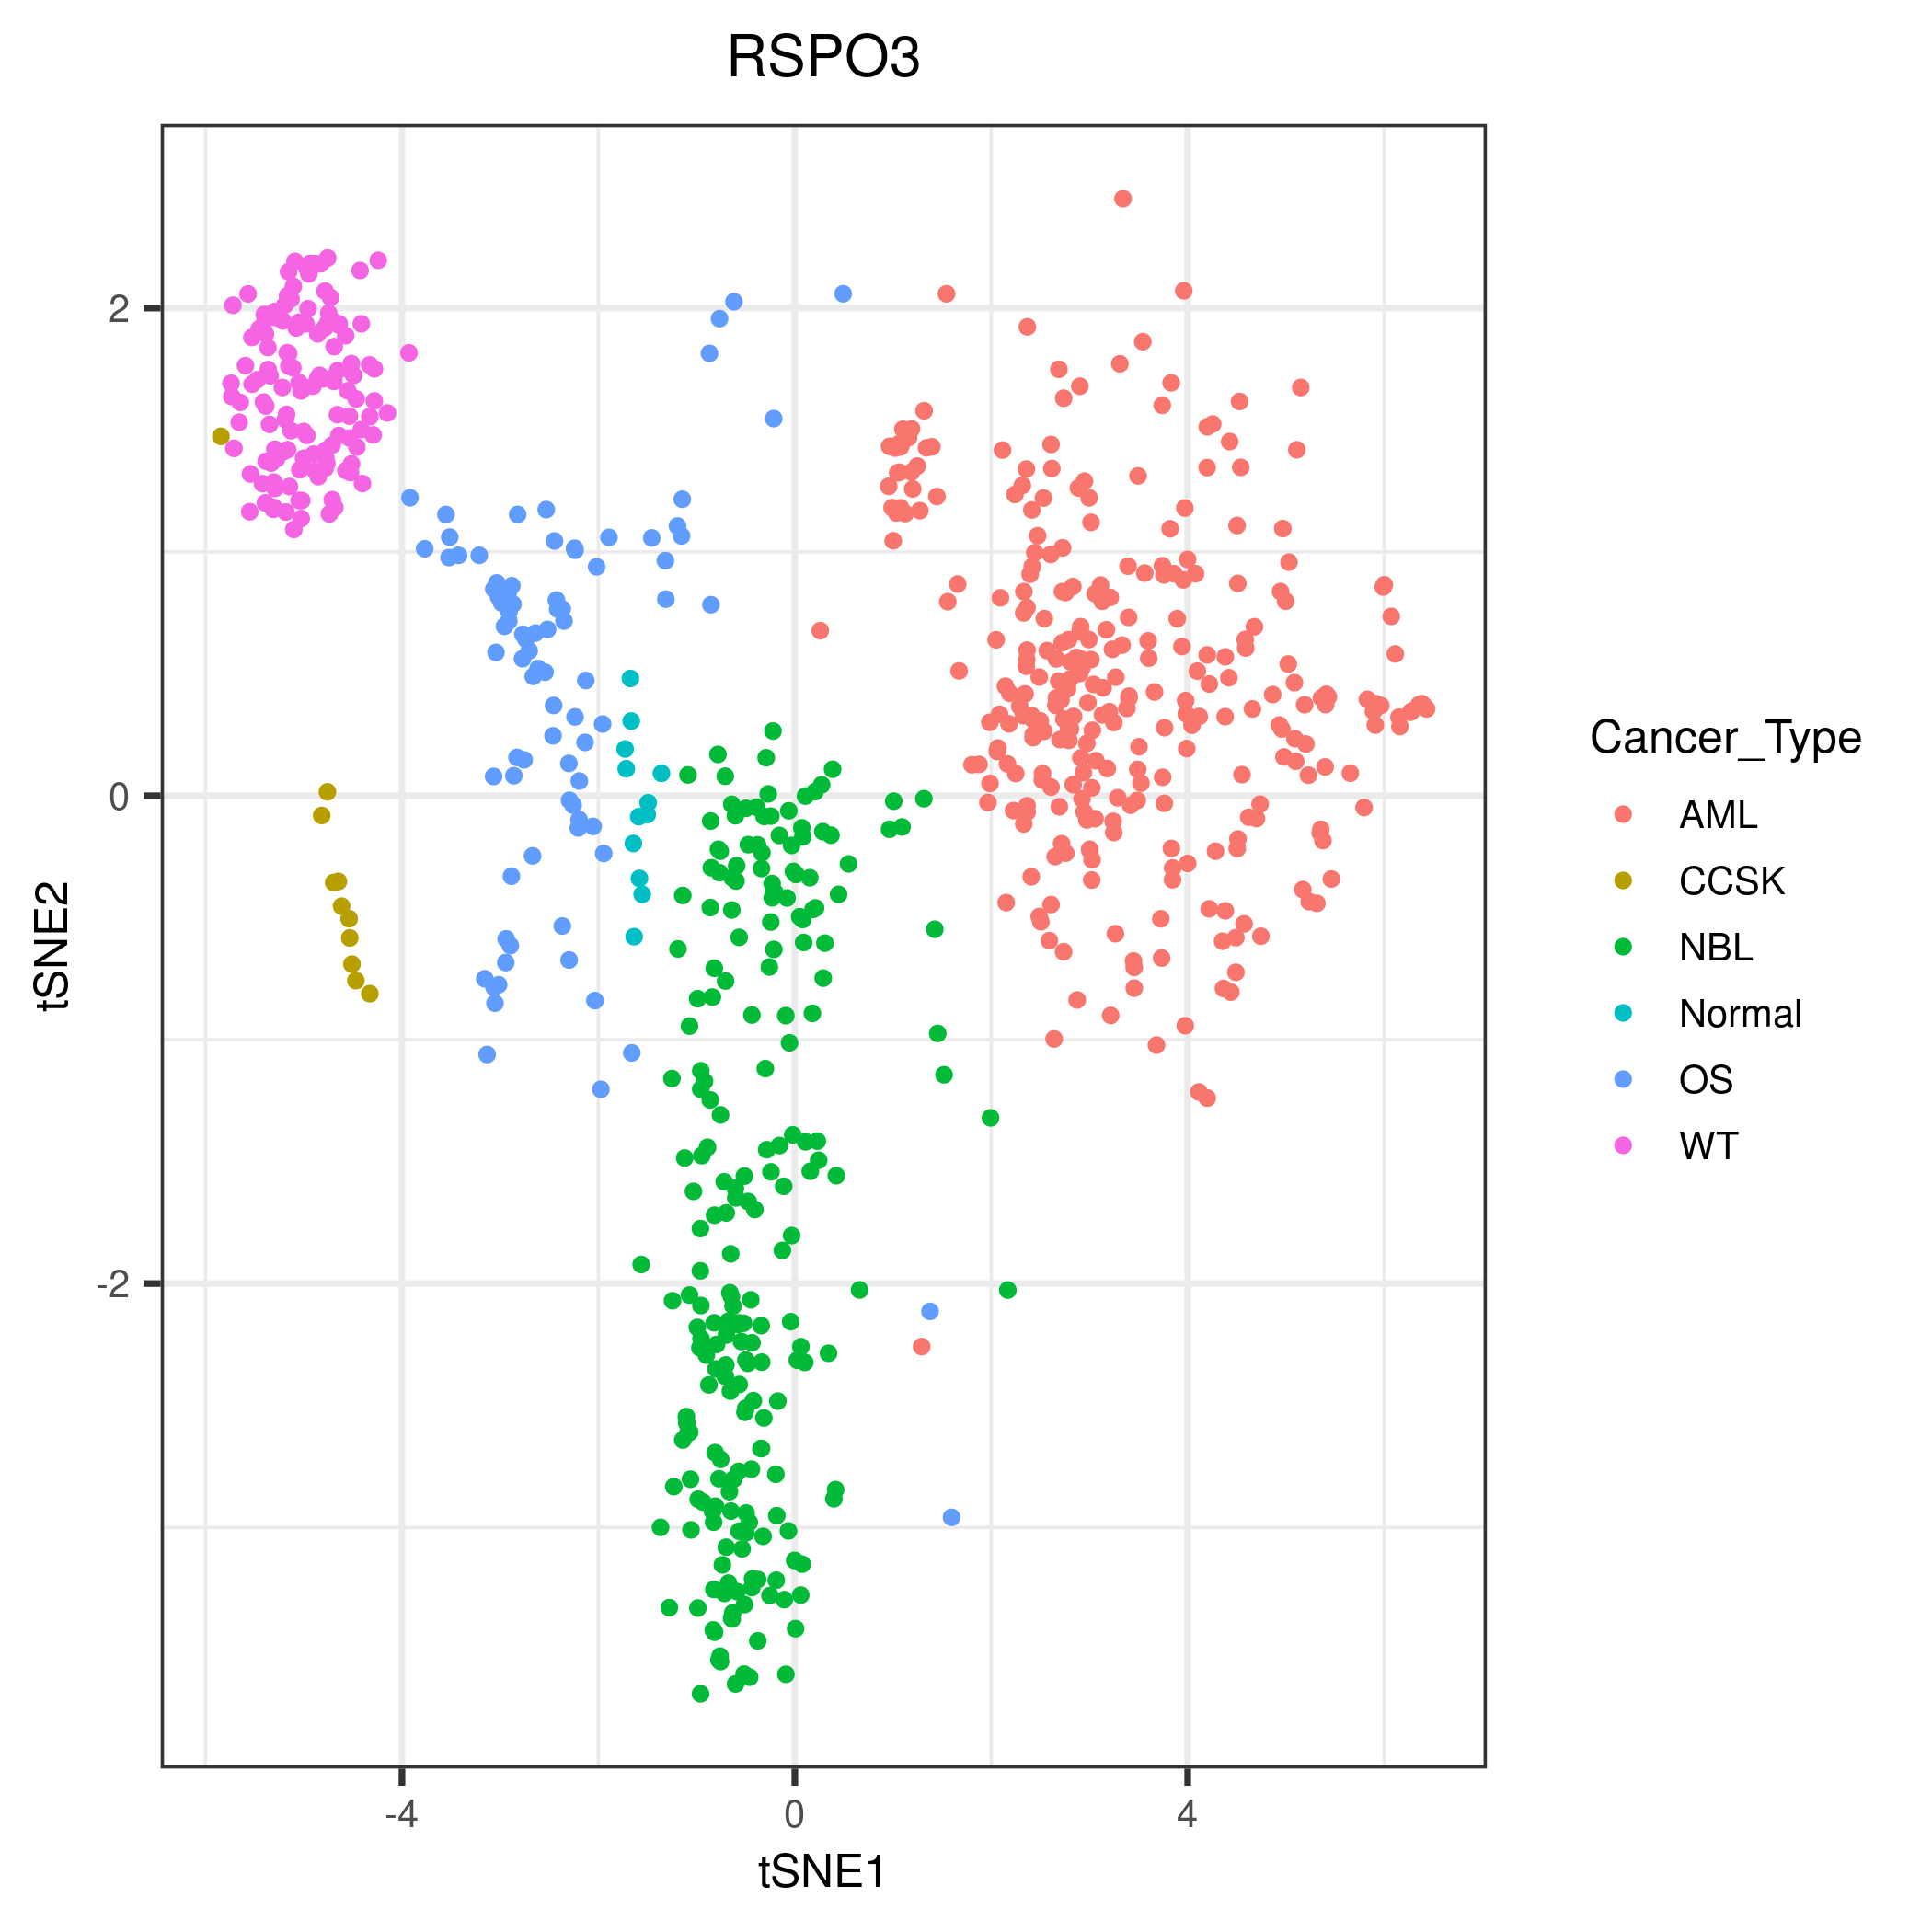 RSPO3
2
0
-2
tSNE2
-4
0
4
tSNE1
Cancer_Type
AML
CCSK
NBL
Normal
OS
WT